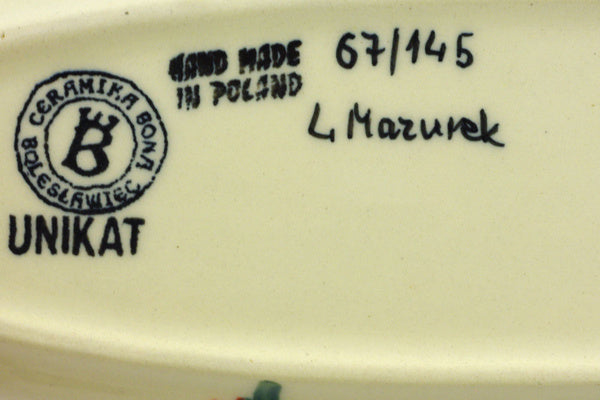 HAND MADE
IN POLAND
67/145
Ł Mazurek
CERAMIKA BONA
BOLESŁAWIEC
B
UNIKAT